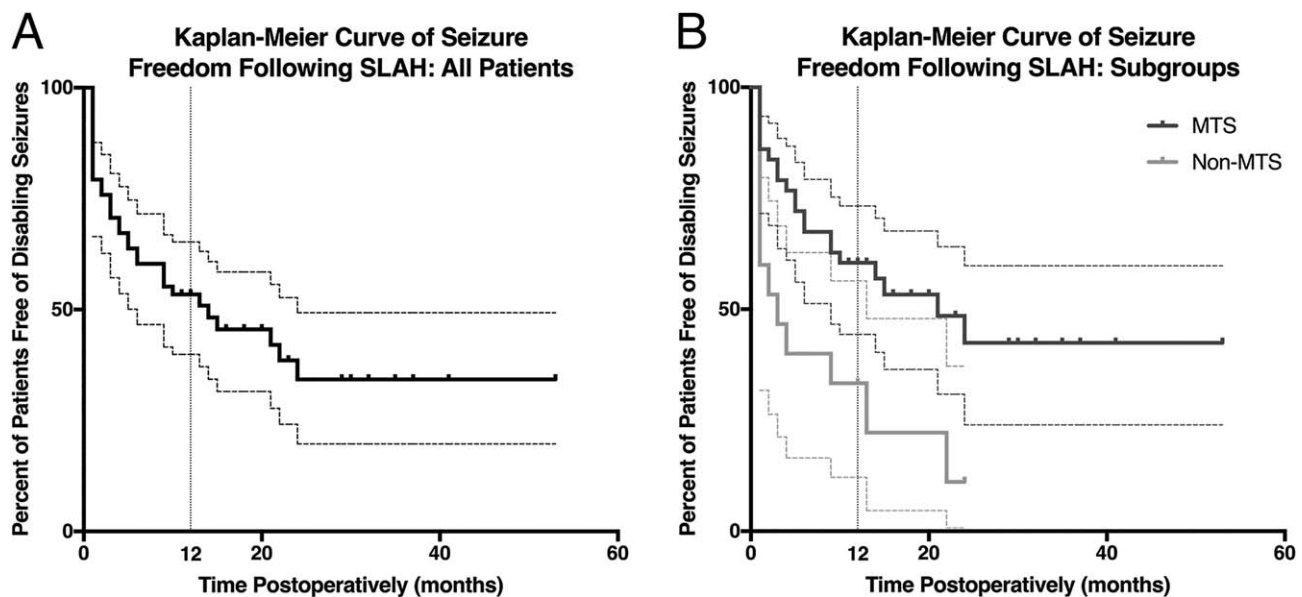 A
Kaplan-Meier Curve of Seizure
Freedom Following SLAH: All Patients
Percent of Patients Free of Disabling Seizures
100
50
0
0
12
20
40
60
Time Postoperatively (months)
B
Kaplan-Meier Curve of Seizure
Freedom Following SLAH: Subgroups
Percent of Patients Free of Disabling Seizures
100
50
0
MTS
Non-MTS
0
12
20
40
60
Time Postoperatively (months)